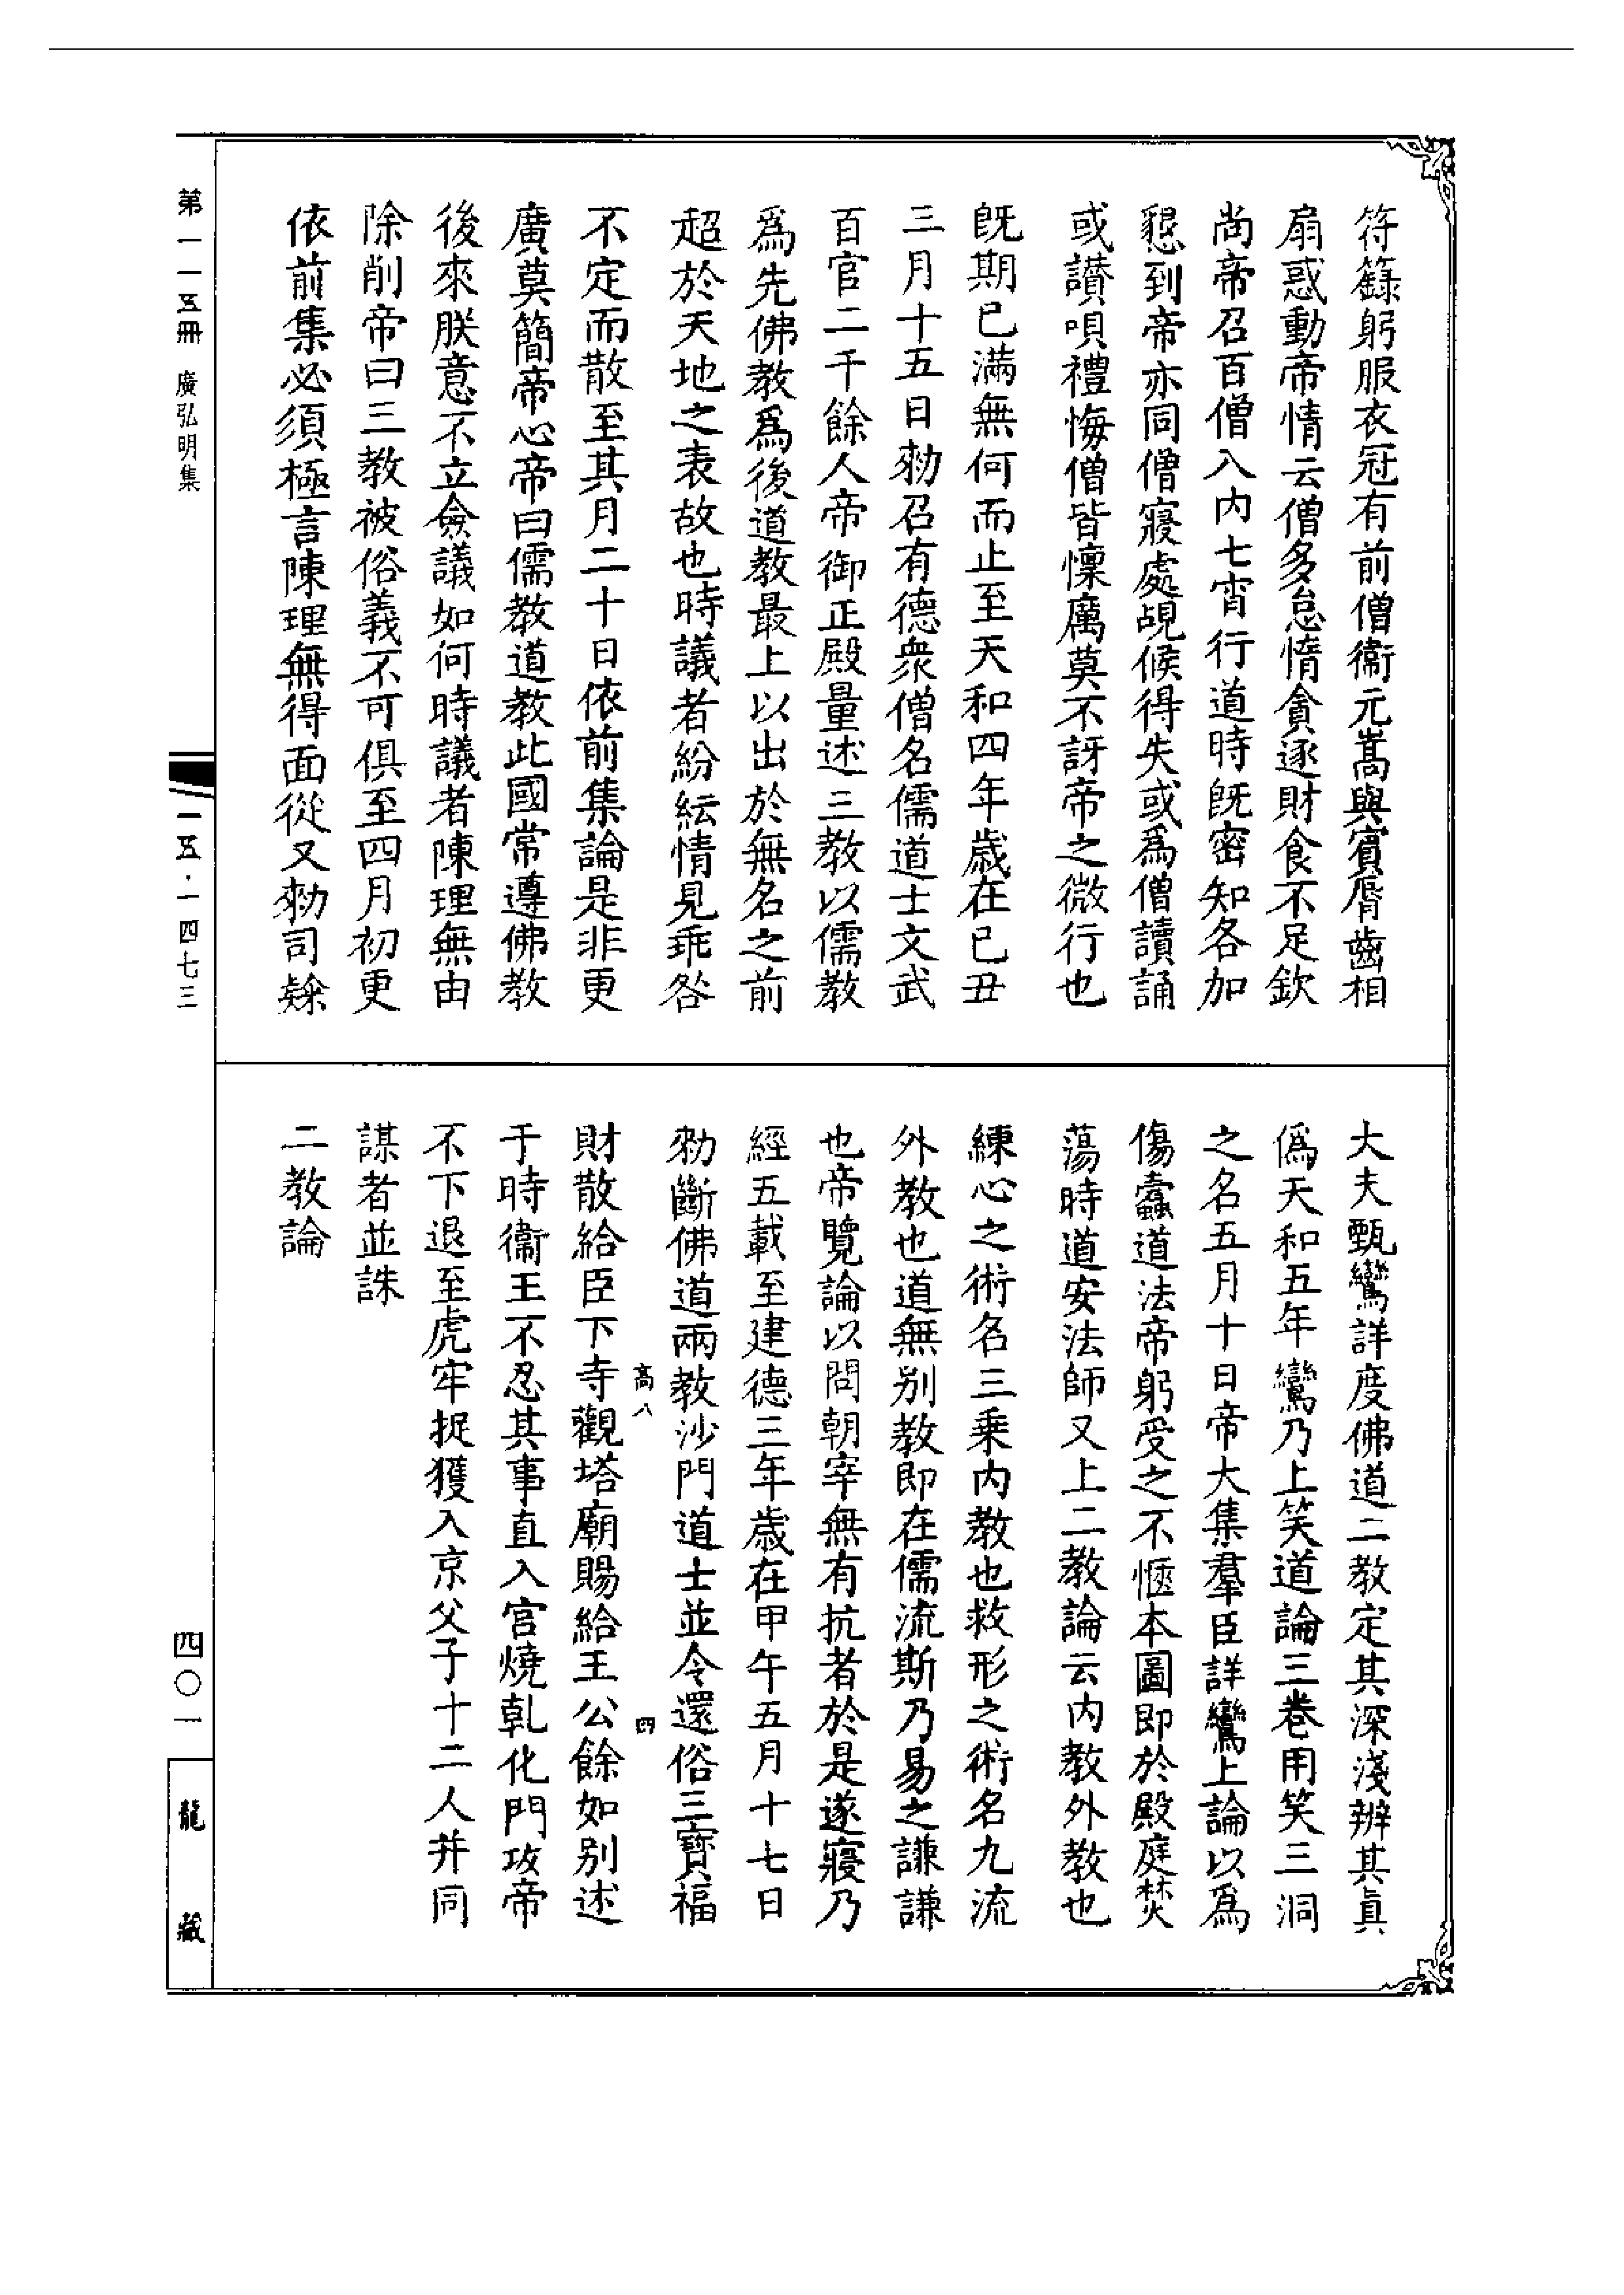 符籙躬服衣冠有前僧衞元嵩與賓脣齒相
扇惑動帝情云僧多怠惰貪逐財食不足欽
尚帝召百僧入内七宵行道時旣密知各加
懇到帝亦同僧寢處覘候得失或爲僧讀誦
或讃唄禮悔僧皆懍厲莫不訝帝之微行也
旣期已滿無何而止至天和四年歲在己丑
三月十五日勑召有德衆僧名儒道士文武
百官二千餘人帝御正殿量述三教以儒教
爲先佛教爲後道教最上以出於無名之前
超於天地之表故也時議者紛紜情見乖咎
不定而散至其月二十日依前集論是非更
廣莫簡帝心帝曰儒教道教此國常遵佛教
後來朕意不立僉議如何時議者陳理無由
除削帝曰三教被俗義不可俱至四月初更
依前集必須極言陳理無得面從又勑司隸
大夫甄鸞詳度佛道二教定其深淺辨其眞
僞天和五年鸞乃上笑道論三卷用笑三洞
之名五月十日帝大集羣臣詳鸞上論以爲
傷蠹道法帝躬受之不愜本圖即於殿庭焚
蕩時道安法師又上二教論云内教外教也
練心之術名三乗内教也救形之術名九流
外教也道無别教即在儒流斯乃易之謙謙
也帝覽論以問朝宰無有抗者於是遂寢乃
經五載至建德三年歲在甲午五月十七日
勑斷佛道兩教沙門道士並令還俗三寶福
高八 四
財散給臣下寺觀塔廟賜給王公餘如别述
于時衞王不忍其事直入宫燒乹化門攻帝
不下退至虎牢捉獲入京父子十二人并同
謀者並誅
二教論
第一一五冊 廣弘明集
一一五·一四七三
四〇一
龍藏